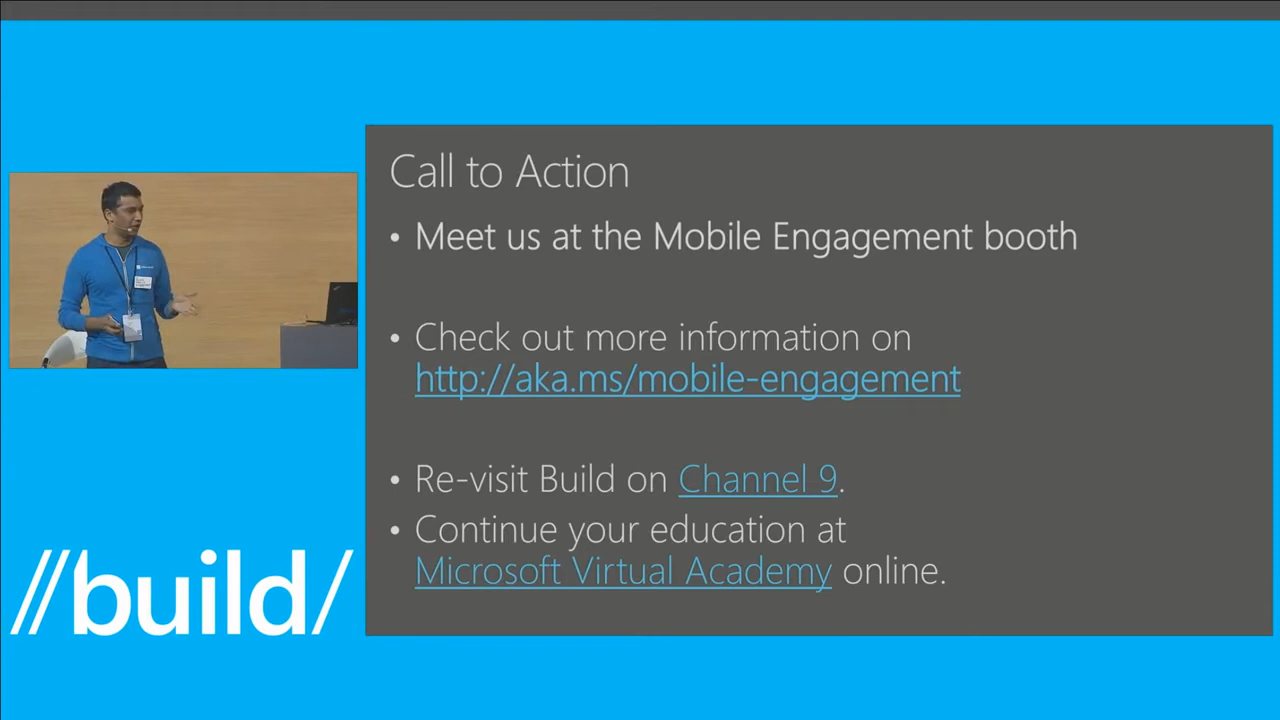 Call to Action
• Meet us at the Mobile Engagement booth
• Check out more information on
http://aka.ms/mobile-engagement
• Re-visit Build on Channel 9.
• Continue your education at
Microsoft Virtual Academy online.
//build/